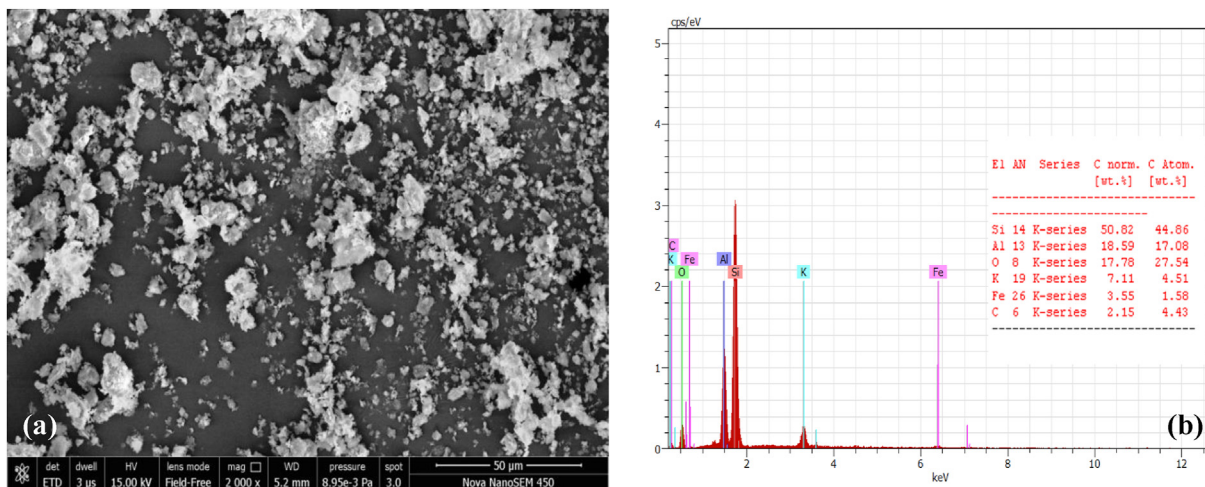 (a)
det dwell HV lens mode mag □ WD pressure spot
ETD 3 µs 15.00 kV Field-Free 2 000 x 5.2 mm 8.95e-3 Pa 3.0
50 µm
Nova NanoSEM 450
cps/eV
5
4
3
2
1
0
C
K Fe
O
Al
Si
K
Fe
El AN Series C norm. C Atom.
[wt.%] [wt.%]
Si 14 K-series 50.82 44.86
Al 13 K-series 18.59 17.08
O 8 K-series 17.78 27.54
K 19 K-series 7.11 4.51
Fe 26 K-series 3.55 1.58
C 6 K-series 2.15 4.43
(b)
2 4 6 8 10 12
keV